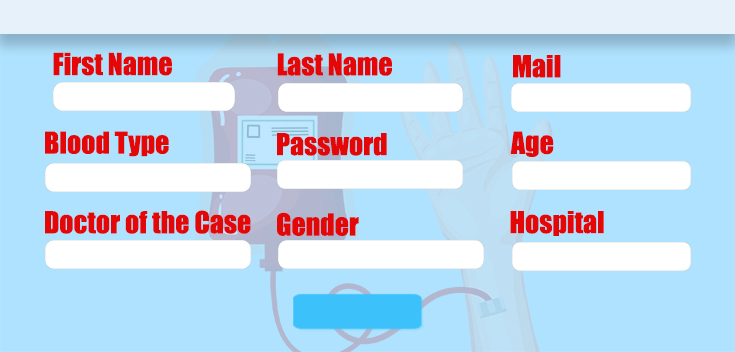 First Name
Last Name
Mail
Blood Type
Password
Age
Doctor of the Case
Gender
Hospital